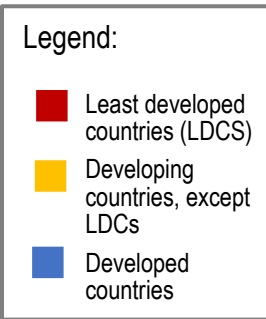 Legend:
Least developed
countries (LDCS)
Developing
countries, except
LDCs
Developed
countries